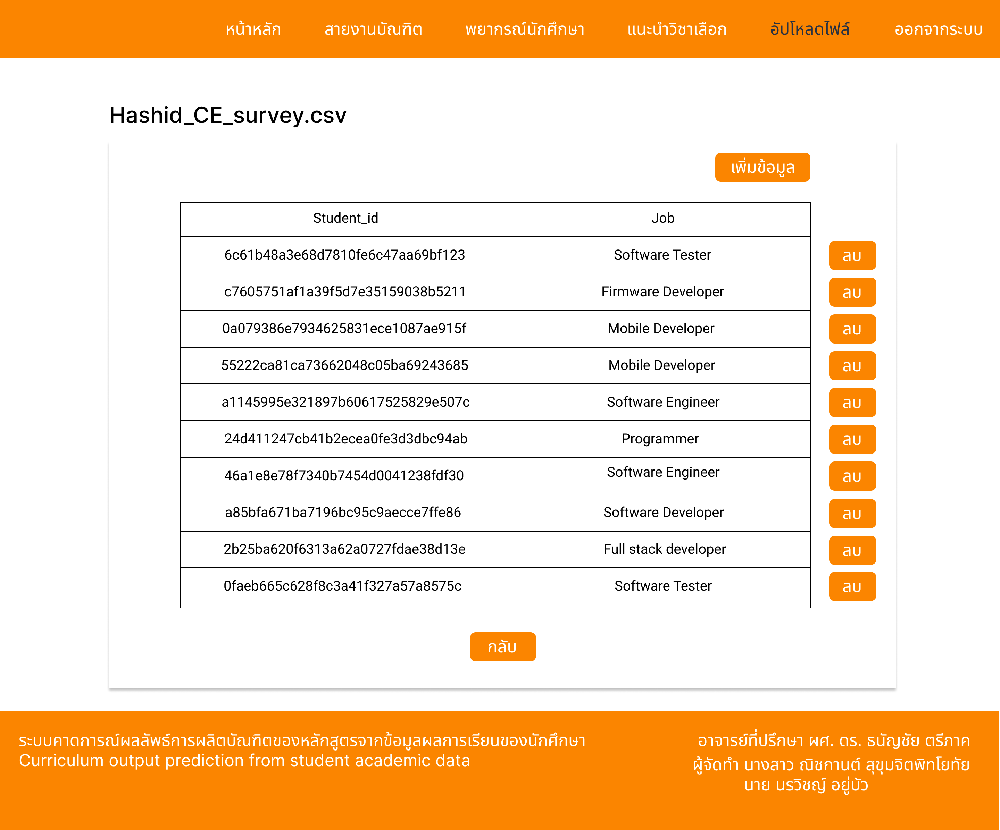 หน้าหลัก สายงานบัณฑิต พยากรณ์นักศึกษา แนะนำวิชาเลือก อัปโหลดไฟล์ ออกจากระบบ
Hashid_CE_survey.csv
เพิ่มข้อมูล
Student_id Job
6c61b48a3e68d7810fe6c47aa69bf123 Software Tester ลบ
c7605751af1a39f5d7e35159038b5211 Firmware Developer ลบ
0a079386e7934625831ece1087ae915f Mobile Developer ลบ
55222ca81ca73662048c05ba69243685 Mobile Developer ลบ
a1145995e321897b60617525829e507c Software Engineer ลบ
24d411247cb41b2ecea0fe3d3dbc94ab Programmer ลบ
46a1e8e78f7340b7454d0041238fdf30 Software Engineer ลบ
a85bfa671ba7196bc95c9aecce7ffe86 Software Developer ลบ
2b25ba620f6313a62a0727fdae38d13e Full stack developer ลบ
0faeb665c628f8c3a41f327a57a8575c Software Tester ลบ
กลับ
ระบบคาดการณ์ผลลัพธ์การผลิตบัณฑิตของหลักสูตรจากข้อมูลผลการเรียนของนักศึกษา
Curriculum output prediction from student academic data
อาจารย์ที่ปรึกษา ผศ. ดร. ธนัญชัย ตรีภาค
ผู้จัดทำ นางสาว ณิชกานต์ สุขุมจิตพิทโยทัย
นาย นรวิชญ์ อยู่บัว